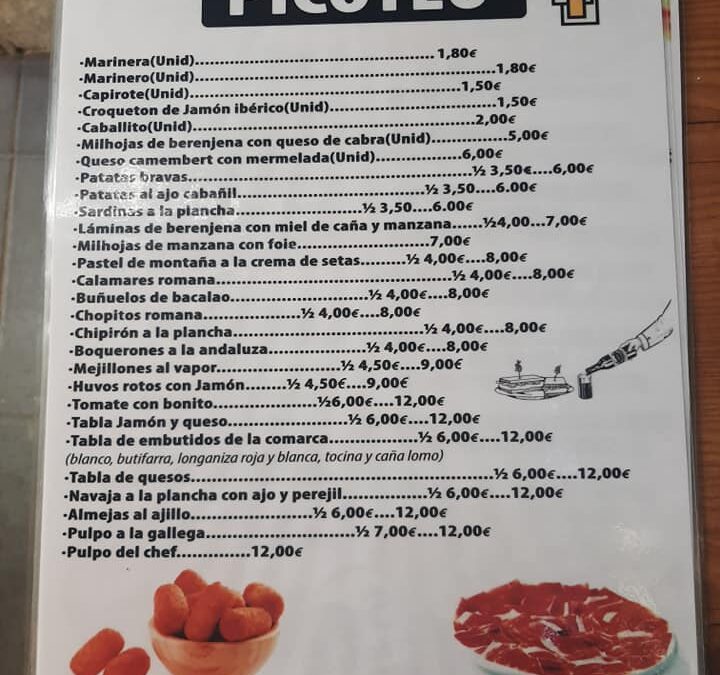 PICOTEO
·Marinera(Unid)........................................ 1,80€
·Marinero(Unid)..................................................1,80€
·Capirote(Unid).............................................1,50€
·Croqueton de Jamón ibérico(Unid)............................1,50€
·Caballito(Unid)...............................................2,00€
·Milhojas de berenjena con queso de cabra(Unid).............5,00€
·Queso camembert con mermelada(Unid)..............6,00€
·Patatas bravas...............................................½ 3,50€....6,00€
·Patatas al ajo cabañil...............................½ 3,50....6.00€
·Sardinas a la plancha.....................½ 3,50....6.00€
·Láminas de berenjena con miel de caña y manzana......½4,00...7,00€
·Milhojas de manzana con foie......................7,00€
·Pastel de montaña a la crema de setas.........½ 4,00€....8,00€
·Calamares romana.......................................½ 4,00€....8,00€
·Buñuelos de bacalao.......................½ 4,00€....8,00€
·Chopitos romana................½ 4,00€....8,00€
·Chipirón a la plancha................................½ 4,00€....8,00€
·Boquerones a la andaluza................½ 4,00€....8,00€
·Mejillones al vapor.....................½ 4,50€....9,00€
·Huvos rotos con Jamón.......½ 4,50€....9,00€
·Tomate con bonito.................½6,00€....12,00€
·Tabla Jamón y queso....................½ 6,00€....12,00€
·Tabla de embutidos de la comarca...............½ 6,00€....12,00€
(blanco, butifarra, longaniza roja y blanca, tocina y caña lomo)
·Tabla de quesos..................................................½ 6,00€....12,00€
·Navaja a la plancha con ajo y perejil..............½ 6,00€....12,00€
·Almejas al ajillo.........................½ 6,00€....12,00€
·Pulpo a la gallega.........................½ 7,00€....12,00€
·Pulpo del chef.............12,00€